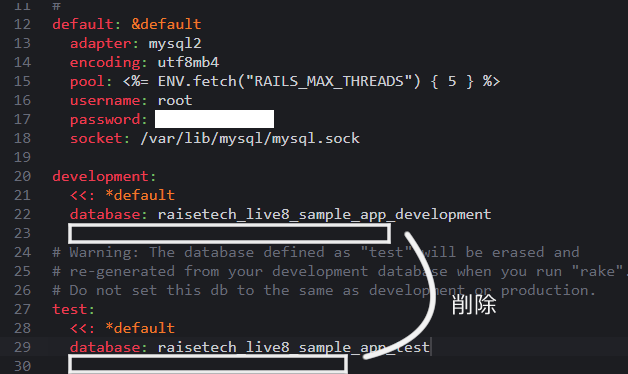 11 #
12 default: &default
13   adapter: mysql2
14   encoding: utf8mb4
15   pool: <%= ENV.fetch("RAILS_MAX_THREADS") { 5 } %>
16   username: root
17   password:
18   socket: /var/lib/mysql/mysql.sock
19
20 development:
21   <<: *default
22   database: raisetech_live8_sample_app_development
23
24 # Warning: The database defined as "test" will be erased and
25 # re-generated from your development database when you run "rake".
26 # Do not set this db to the same as development or production.
27 test:
28   <<: *default
29   database: raisetech_live8_sample_app_test
30
削除